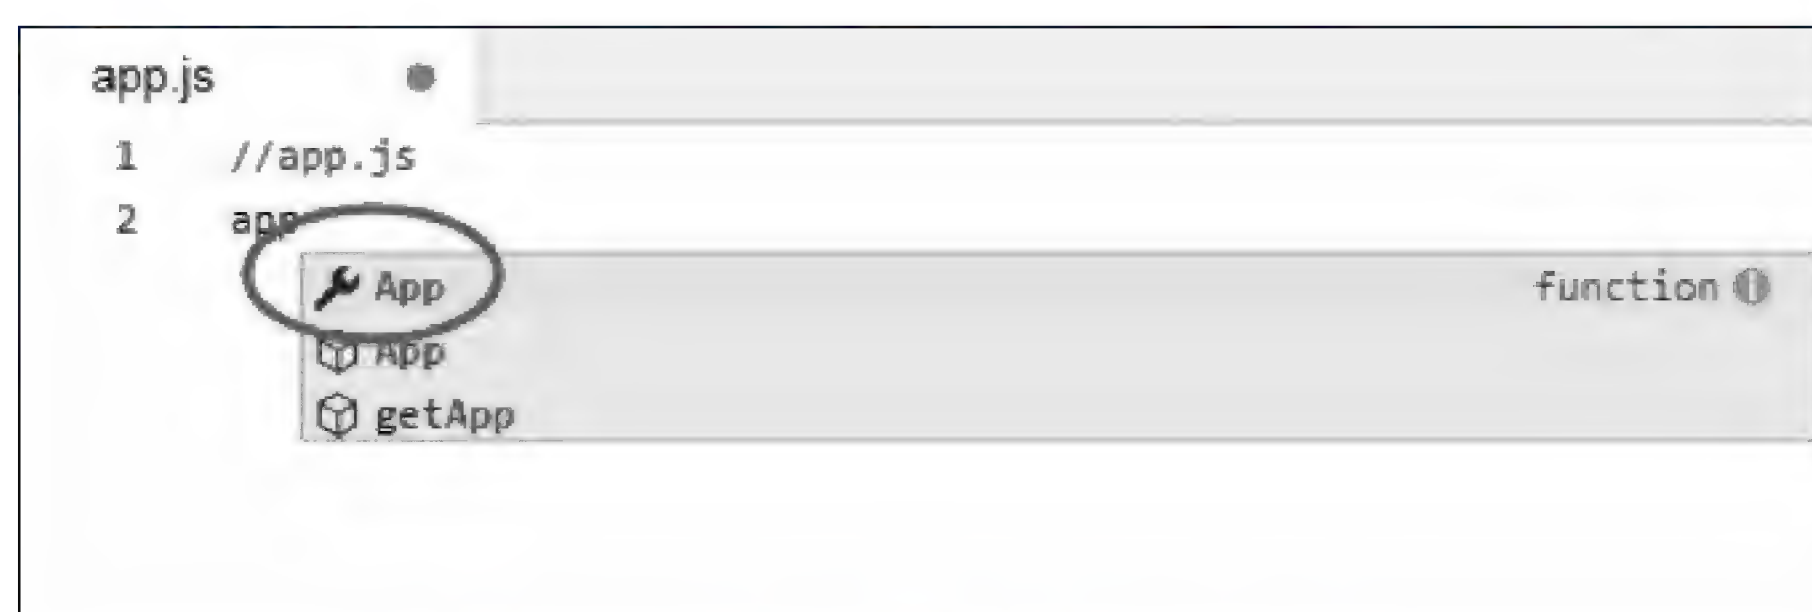 app.js
1 //app.js
2 app
App function
App
getApp